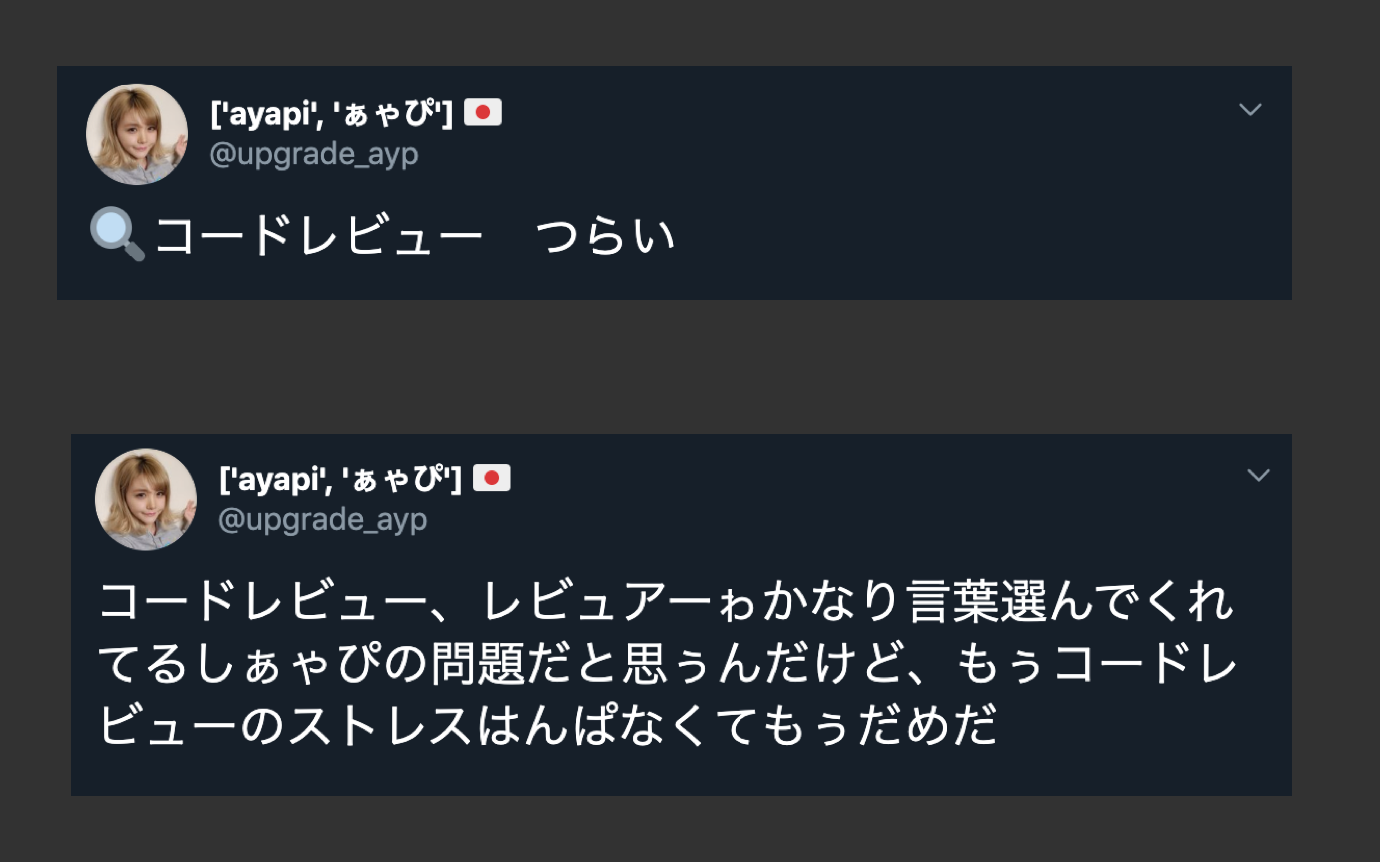 ['ayapi', 'ぁゃぴ'] 🇯🇵
@upgrade_ayp
🔍コードレビュー　つらい
['ayapi', 'ぁゃぴ'] 🇯🇵
@upgrade_ayp
コードレビュー、レビュアーゎかなり言葉選んでくれ
てるしぁゃぴの問題だと思ぅんだけど、もぅコードレ
ビューのストレスはんぱなくてもぅだめだ